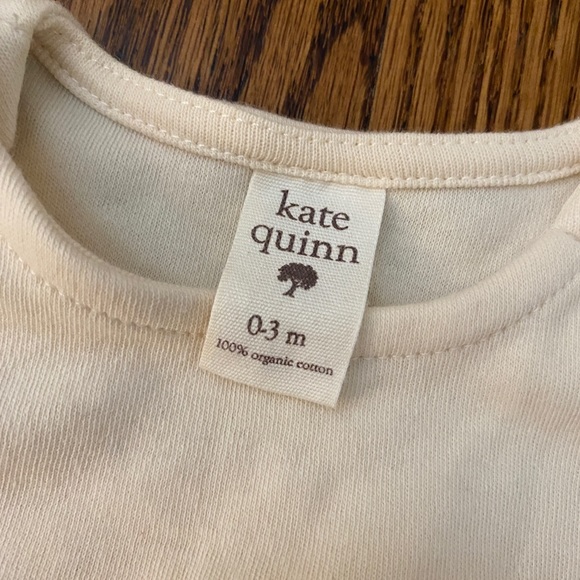 kate
quinn
0-3 m
100% organic cotton